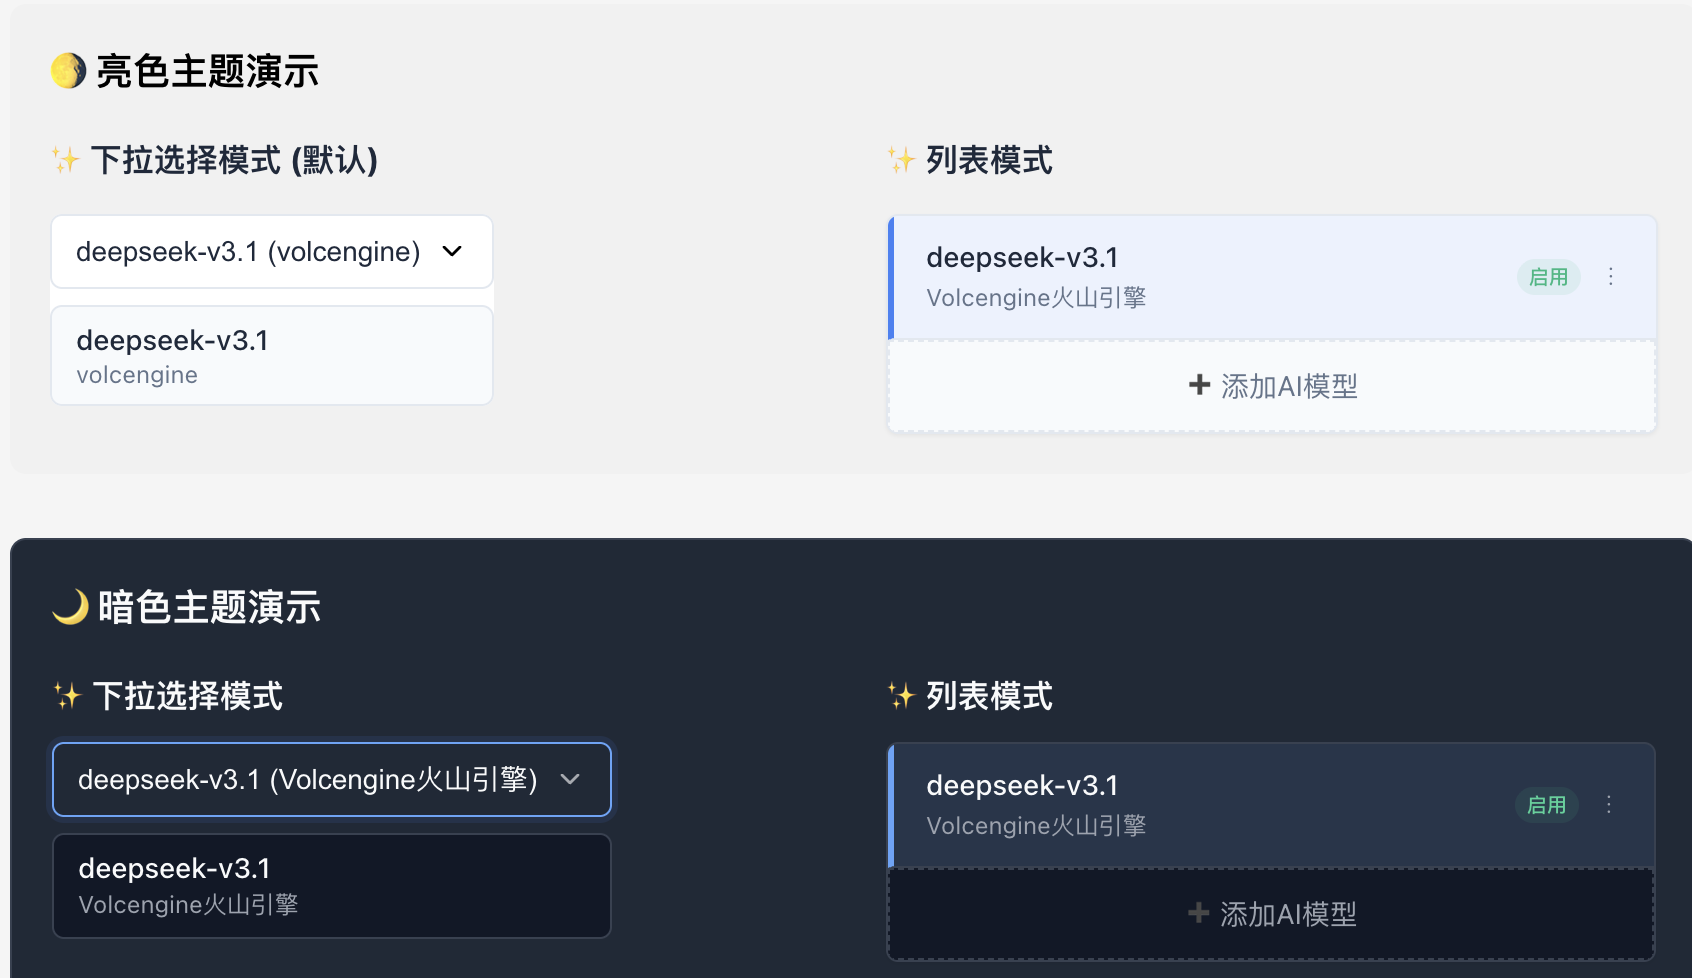 🌖 亮色主题演示
✨ 下拉选择模式 (默认)
deepseek-v3.1 (volcengine)
deepseek-v3.1
volcengine
✨ 列表模式
deepseek-v3.1
Volcengine火山引擎
启用
➕ 添加AI模型
🌙 暗色主题演示
✨ 下拉选择模式
deepseek-v3.1 (Volcengine火山引擎)
deepseek-v3.1
Volcengine火山引擎
✨ 列表模式
deepseek-v3.1
Volcengine火山引擎
启用
➕ 添加AI模型